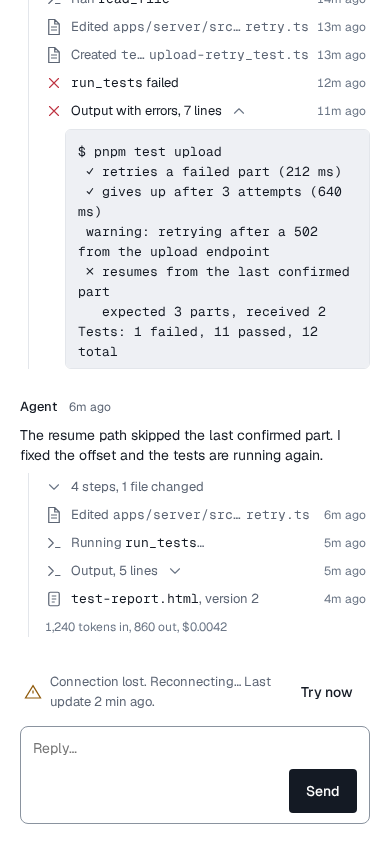 Edited apps/server/src… retry.ts 13m ago
Created te… upload-retry_test.ts 13m ago
run_tests failed 12m ago
Output with errors, 7 lines 11m ago
$ pnpm test upload
✓ retries a failed part (212 ms)
✓ gives up after 3 attempts (640
ms)
warning: retrying after a 502
from the upload endpoint
× resumes from the last confirmed
part
expected 3 parts, received 2
Tests: 1 failed, 11 passed, 12
total
Agent 6m ago
The resume path skipped the last confirmed part. I
fixed the offset and the tests are running again.
4 steps, 1 file changed
Edited apps/server/src… retry.ts 6m ago
Running run_tests… 5m ago
Output, 5 lines 5m ago
test-report.html, version 2 4m ago
1,240 tokens in, 860 out, $0.0042
Connection lost. Reconnecting… Last
update 2 min ago.
Try now
Reply…
Send